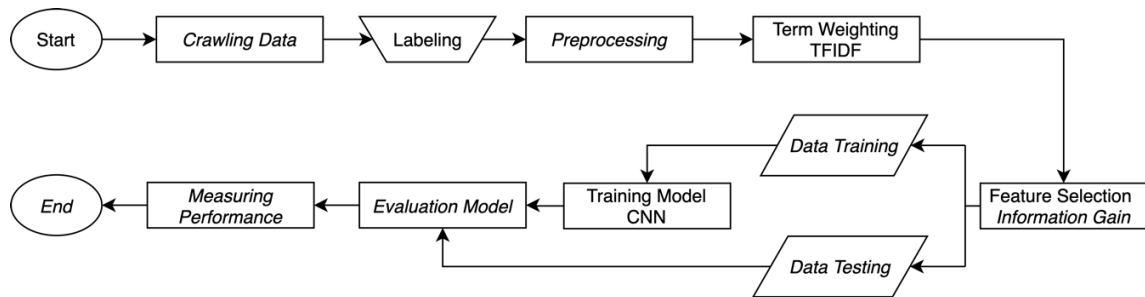 Start
Crawling Data
Labeling
Preprocessing
Term Weighting
TFIDF
Data Training
Feature Selection
Information Gain
Training Model
CNN
Evaluation Model
Measuring
Performance
End
Data Testing